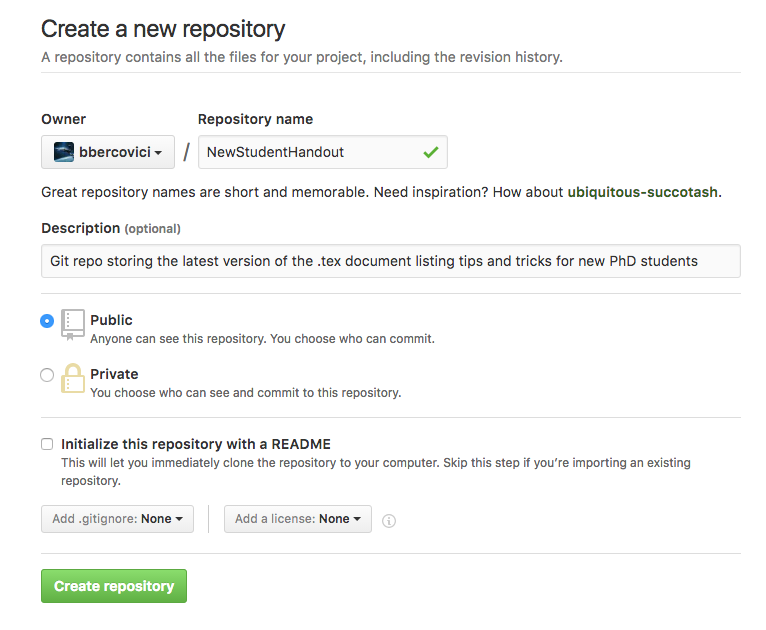 Create a new repository
A repository contains all the files for your project, including the revision history.
Owner
Repository name
bbercovici
/
NewStudentHandout
Great repository names are short and memorable. Need inspiration? How about ubiquitous-succotash.
Description (optional)
Git repo storing the latest version of the .tex document listing tips and tricks for new PhD students
Public
Anyone can see this repository. You choose who can commit.
Private
You choose who can see and commit to this repository.
Initialize this repository with a README
This will let you immediately clone the repository to your computer. Skip this step if you’re importing an existing
repository.
Add .gitignore: None
Add a license: None
Create repository